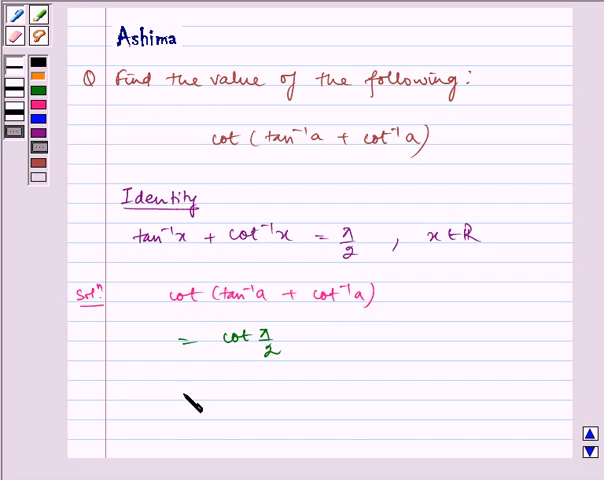 Ashima
Q Find the value of the following:
cot (tan⁻¹a + cot⁻¹a)
Identity
tan⁻¹x + cot⁻¹x = π/2 , x ∈ R
Solⁿ. cot (tan⁻¹a + cot⁻¹a)
= cot π/2